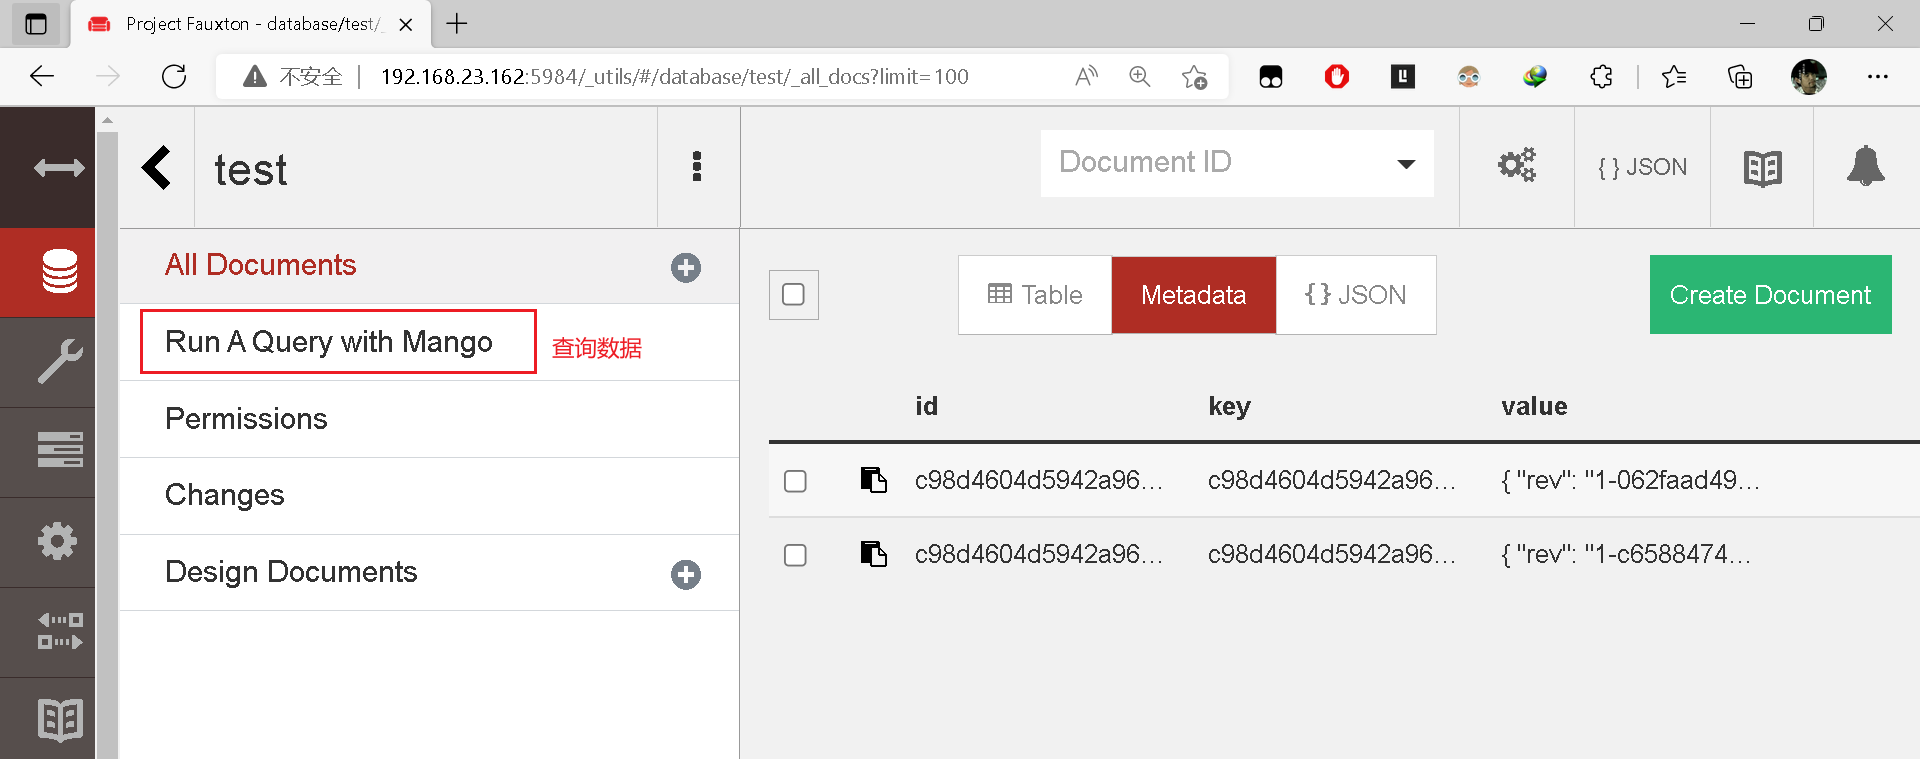 Project Fauxton - database/test/_
不安全 192.168.23.162:5984/_utils/#/database/test/_all_docs?limit=100
test
Document ID
{ } JSON
All Documents
Run A Query with Mango
查询数据
Permissions
Changes
Design Documents
Table
Metadata
{ } JSON
Create Document
id key value
c98d4604d5942a96... c98d4604d5942a96... { "rev": "1-062faad49...
c98d4604d5942a96... c98d4604d5942a96... { "rev": "1-c6588474...